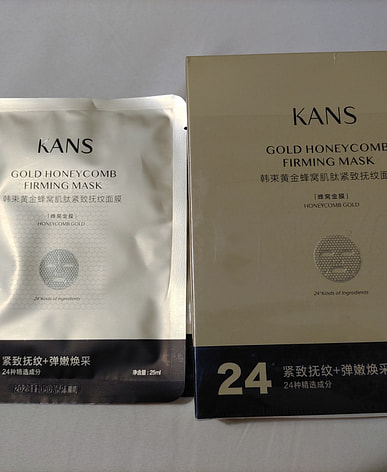 KANS
GOLD HONEYCOMB
FIRMING MASK
韩束黄金蜂窝肌肽紧致抚纹面膜
蜂窝金膜
HONEYCOMB GOLD
24 Kinds of Ingredients
紧致抚纹+弹嫩焕采
24种精选成分
净含量:25ml
KANS
GOLD HONEYCOMB
FIRMING MASK
韩束黄金蜂窝肌肽紧致抚纹面
蜂窝金膜
HONEYCOMB GOLD
24 Kinds of Ingredients
24
紧致抚纹+弹嫩焕采
24种精选成分